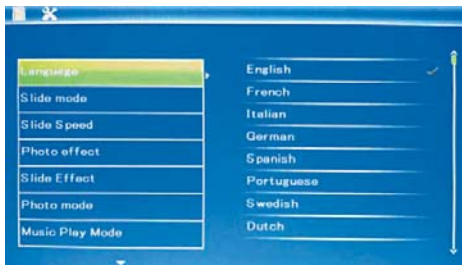 Language
Slide mode
Slide Speed
Photo effect
Slide Effect
Photo mode
Music Play Mode
English
French
Italian
German
Spanish
Portuguese
Swedish
Dutch